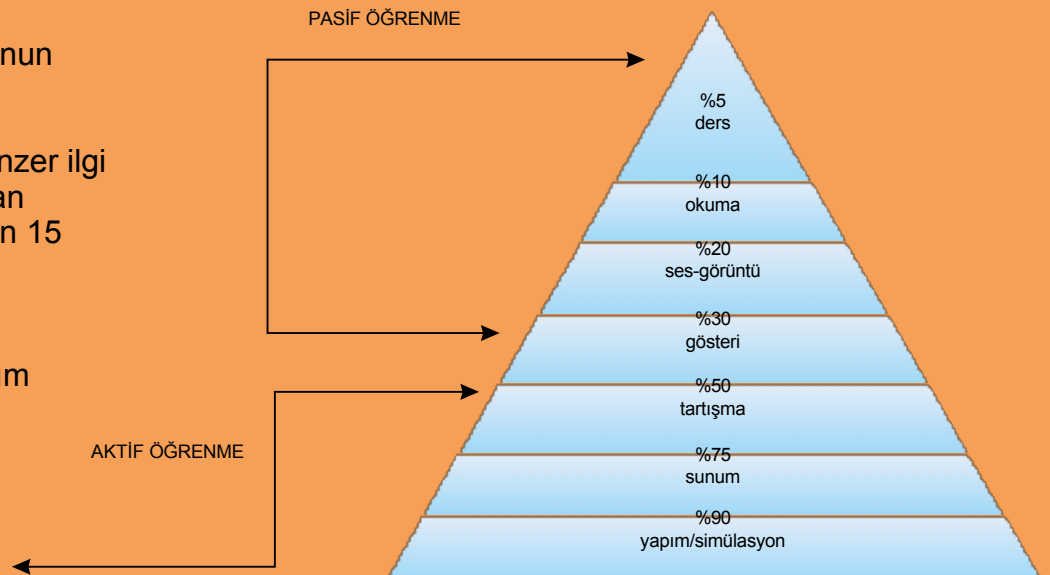 PASİF ÖĞRENME
nun
nzer ilgi
an
n 15
ım
AKTİF ÖĞRENME
%5
ders
%10
okuma
%20
ses-görüntü
%30
gösteri
%50
tartışma
%75
sunum
%90
yapım/simülasyon